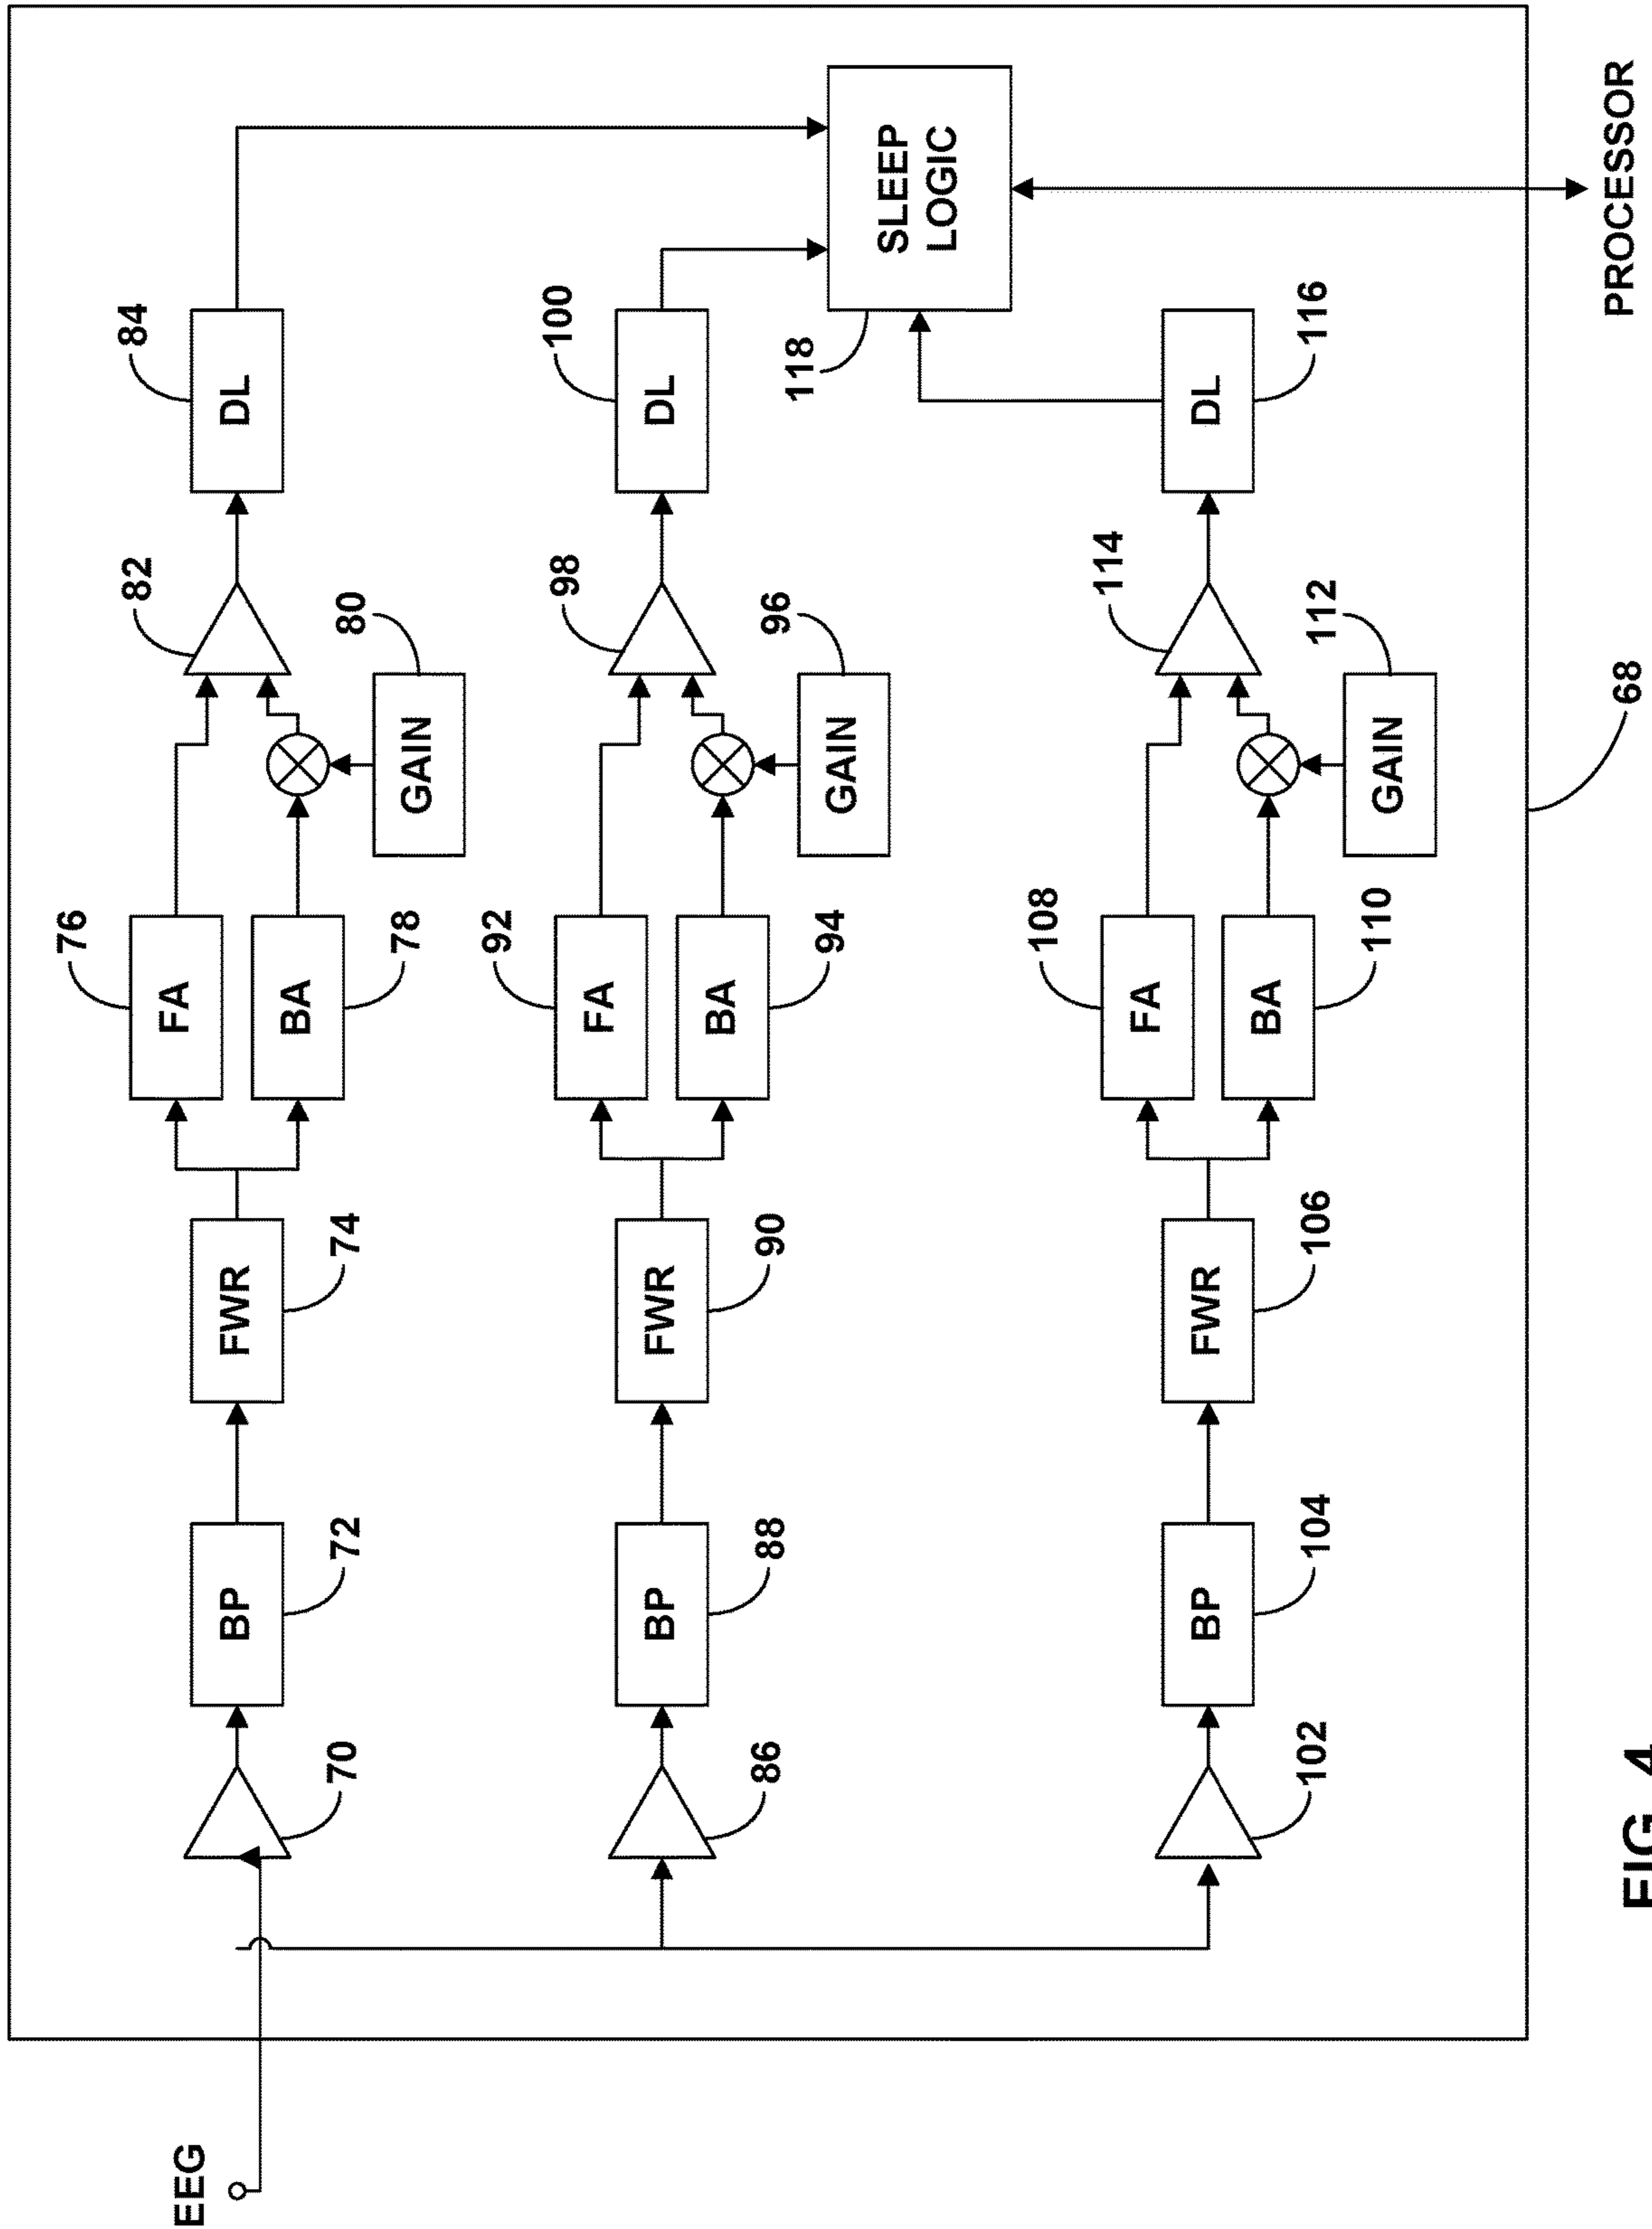 EEG
70
72
BP
74
FWR
76
FA
78
BA
80
GAIN
82
84
DL
86
88
BP
90
FWR
92
FA
94
BA
96
GAIN
98
100
DL
118
SLEEP
LOGIC
102
104
BP
106
FWR
108
FA
110
BA
112
GAIN
114
116
DL
68
PROCESSOR
FIG. 4